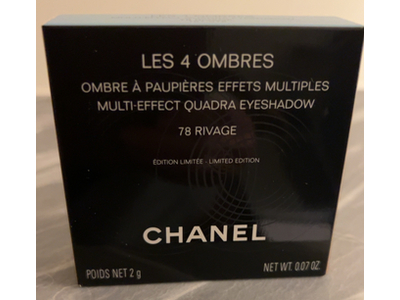 LES 4 OMBRES
OMBRE À PAUPIÈRES EFFETS MULTIPLES
MULTI-EFFECT QUADRA EYESHADOW
78 RIVAGE
ÉDITION LIMITÉE - LIMITED EDITION
CHANEL
POIDS NET 2 g NET WT. 0.07 OZ.